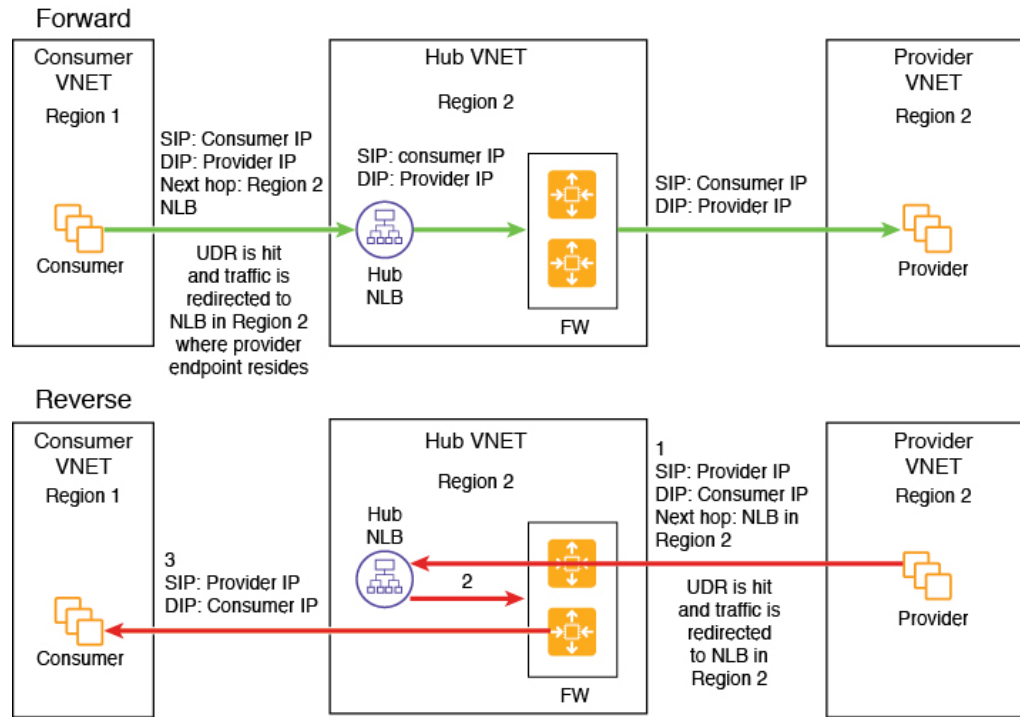 Forward
Consumer
VNET
Region 1
SIP: Consumer IP
DIP: Provider IP
Next hop: Region 2
NLB
Consumer
UDR is hit
and traffic is
redirected to
NLB in Region 2
where provider
endpoint resides
Hub VNET
Region 2
SIP: consumer IP
DIP: Provider IP
Hub
NLB
FW
SIP: Consumer IP
DIP: Provider IP
Provider
VNET
Region 2
Provider
Reverse
Consumer
VNET
Region 1
3
SIP: Provider IP
DIP: Consumer IP
Consumer
Hub VNET
Region 2
Hub
NLB
2
FW
1
SIP: Provider IP
DIP: Consumer IP
Next hop: NLB in
Region 2
UDR is hit
and traffic is
redirected
to NLB in
Region 2
Provider
VNET
Region 2
Provider